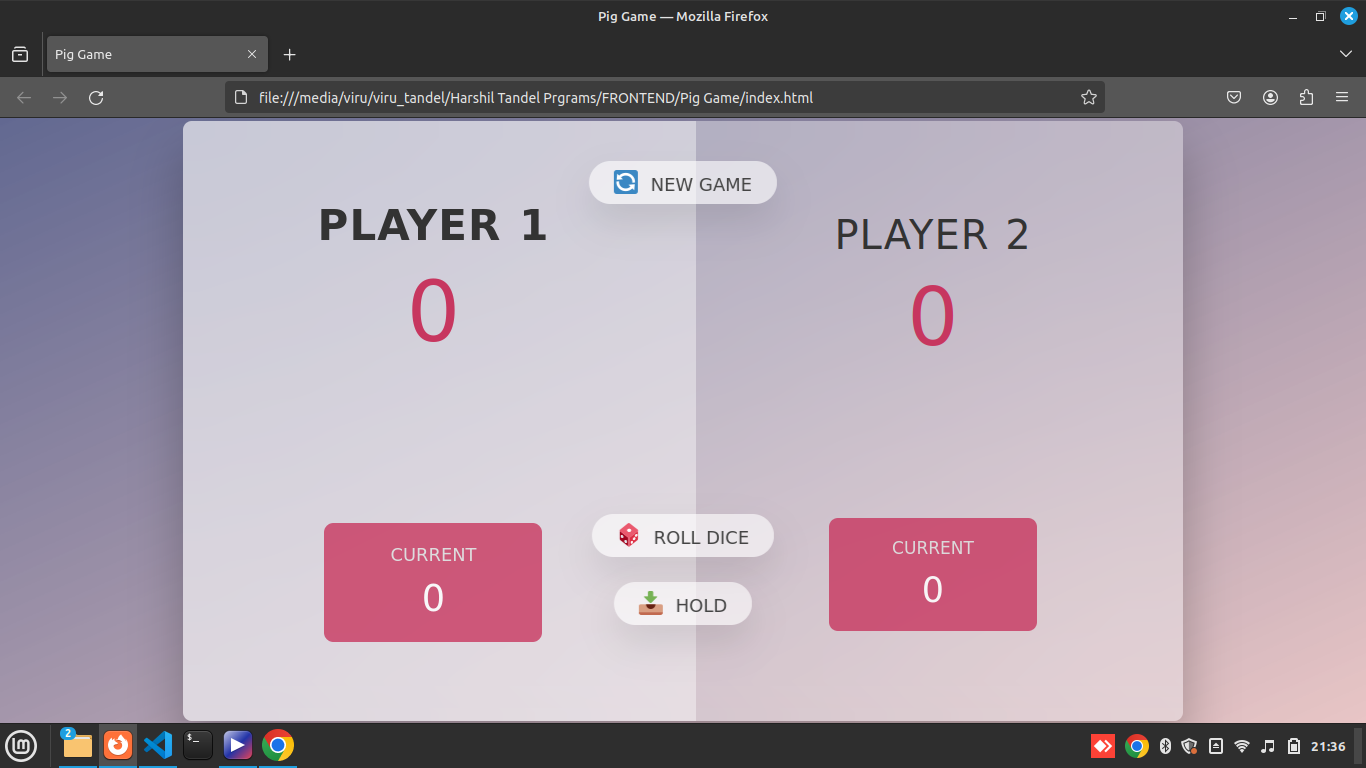 Pig Game — Mozilla Firefox
Pig Game
file:///media/viru/viru_tandel/Harshil Tandel Prgrams/FRONTEND/Pig Game/index.html
NEW GAME
PLAYER 1
PLAYER 2
0
0
CURRENT
0
ROLL DICE
HOLD
CURRENT
0
2
$_
lm
21:36